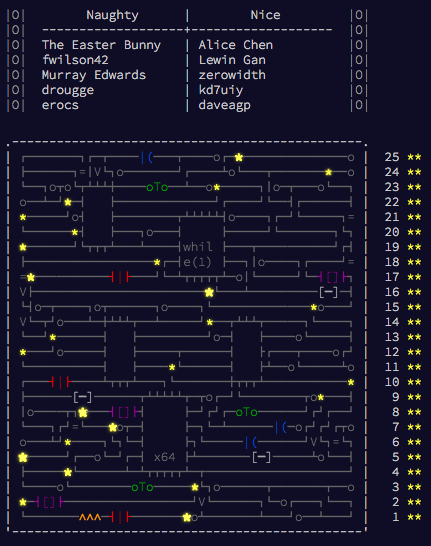 |O| Naughty | Nice |O|
|O| --------------------+-------------------- |O|
|O| The Easter Bunny | Alice Chen |O|
|O| fwilson42 | Lewin Gan |O|
|O| Murray Edwards | zerowidth |O|
|O| drougge | kd7uiy |O|
|O| erocs | daveagp |O|
25 **
24 **
23 **
22 **
21 **
20 **
whil 19 **
e(1) 18 **
17 **
16 **
15 **
14 **
13 **
12 **
11 **
10 **
9 **
8 **
7 **
6 **
x64 5 **
4 **
3 **
2 **
1 **